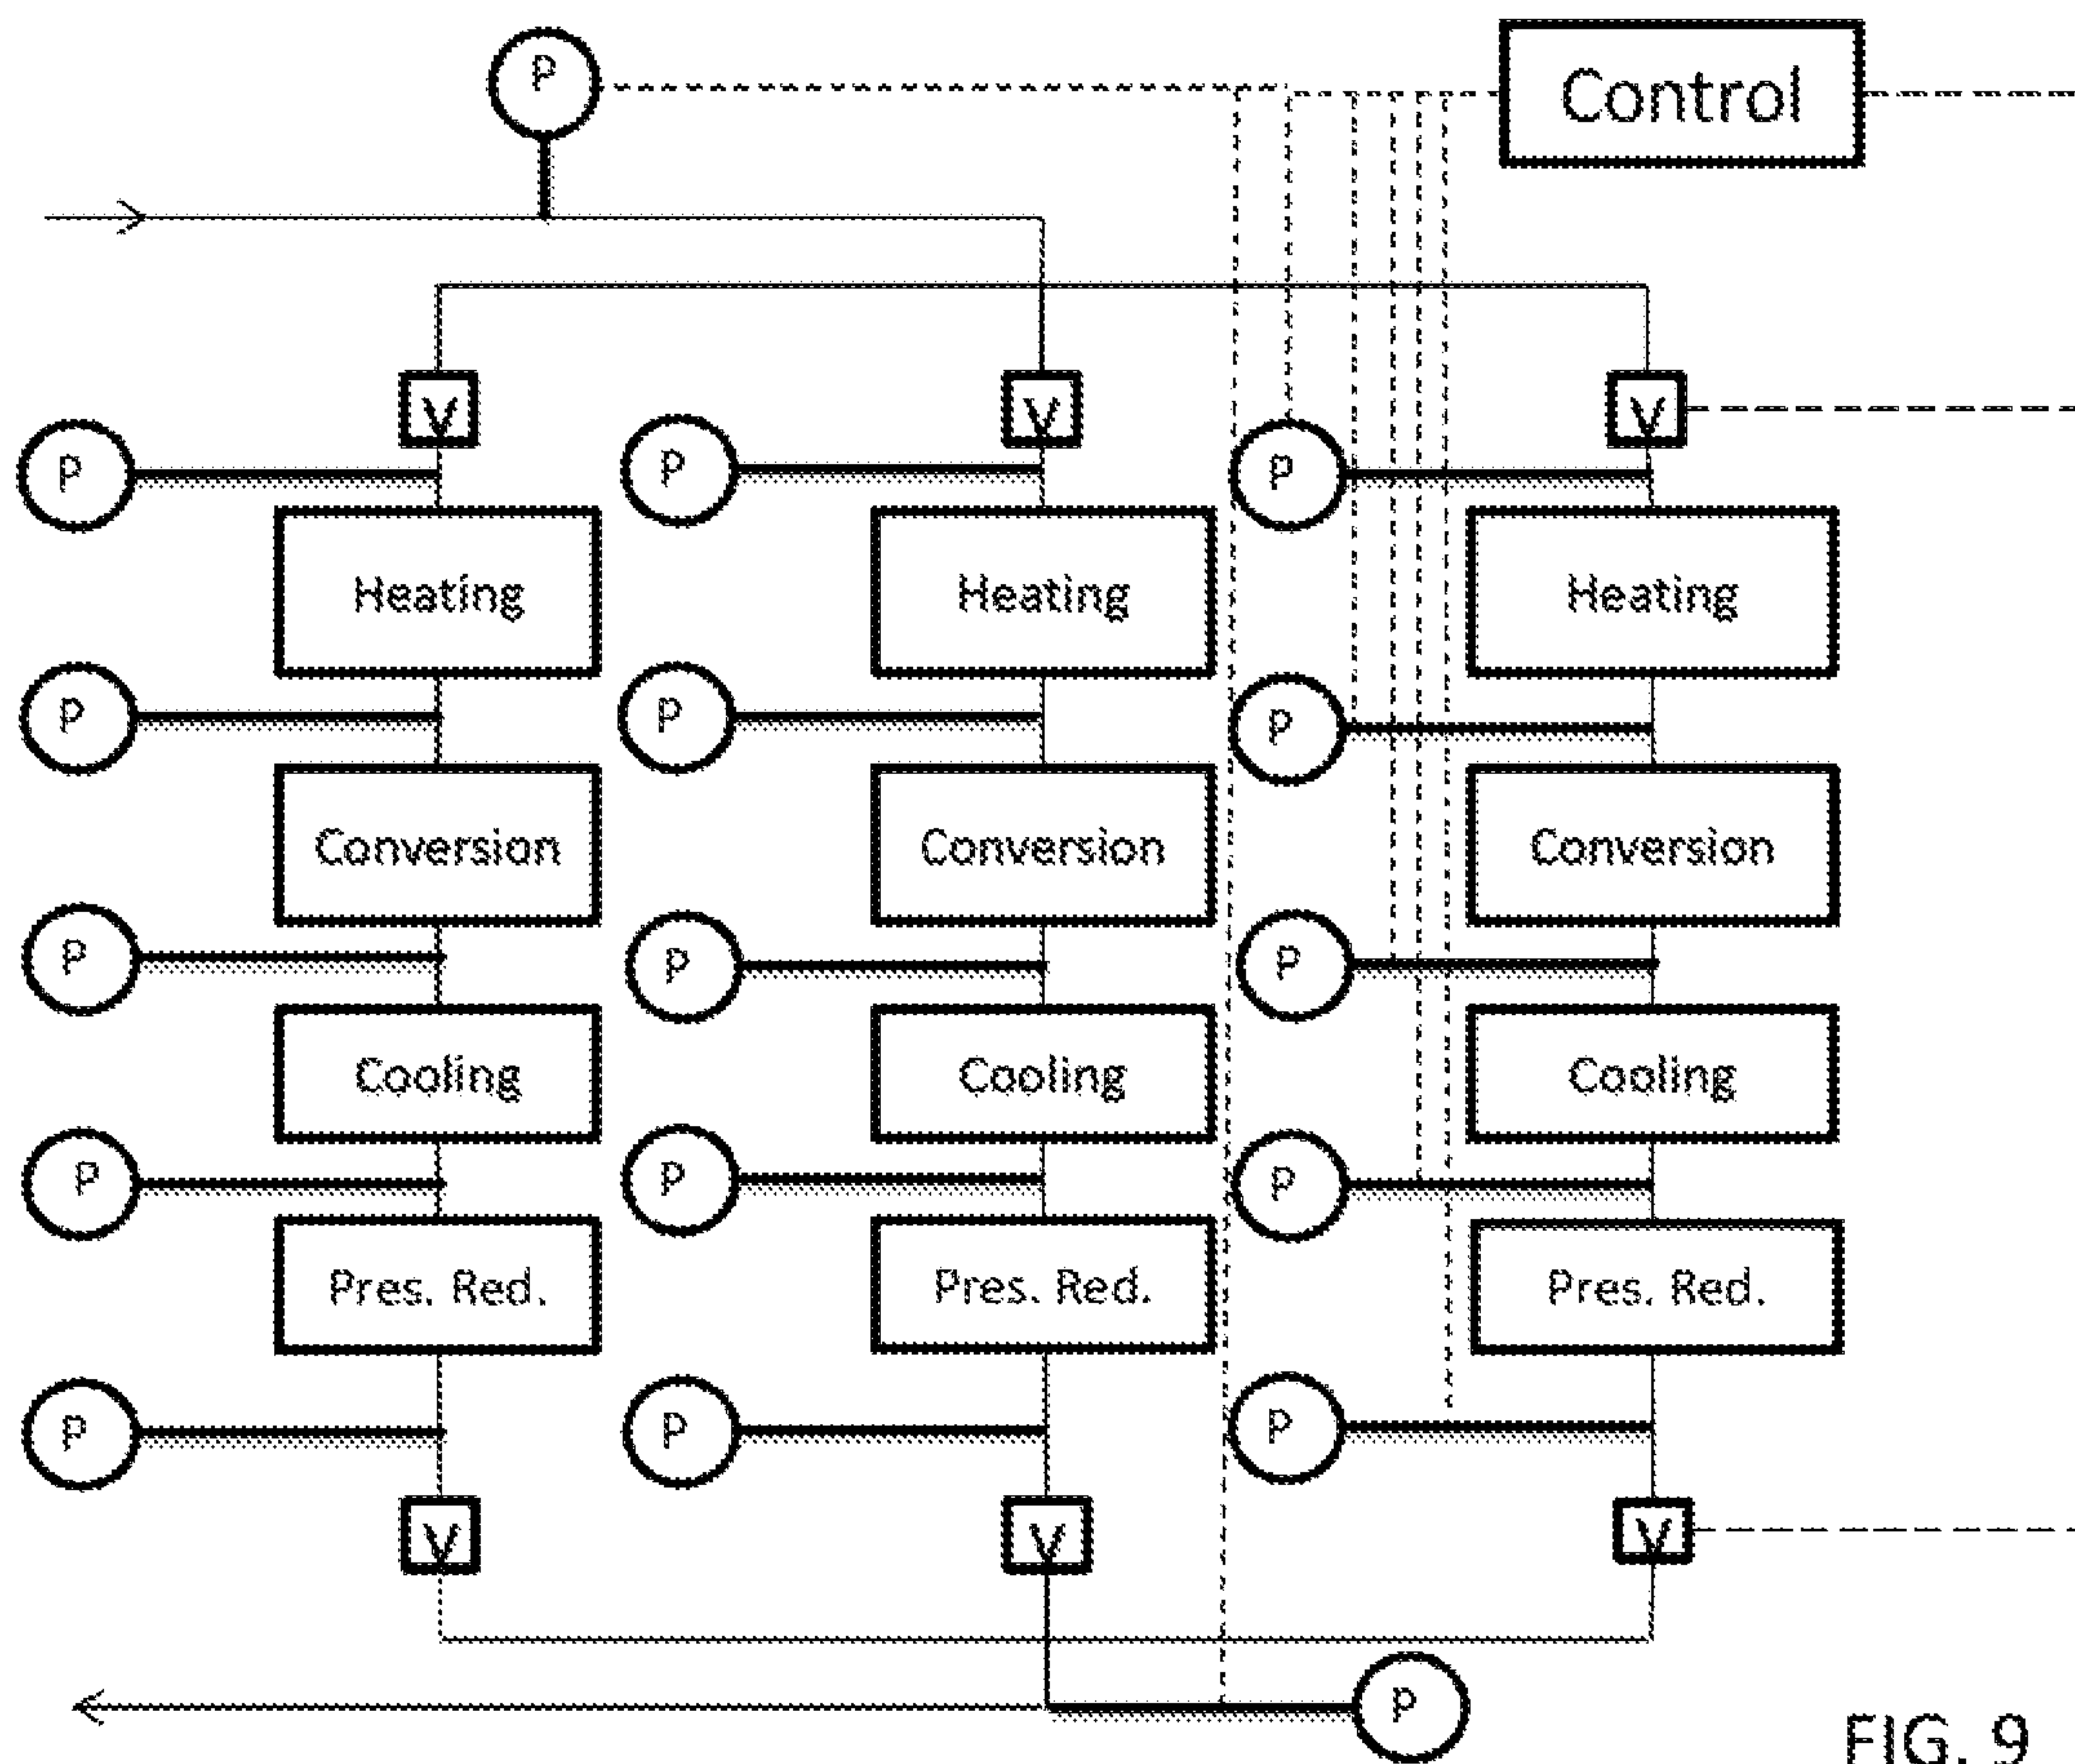 P
Control
V V V
P P P
Heating Heating Heating
P P P
Conversion Conversion Conversion
P P P
Cooling Cooling Cooling
P P P
Pres. Red. Pres. Red. Pres. Red.
P P P
V V V
P
FIG. 9